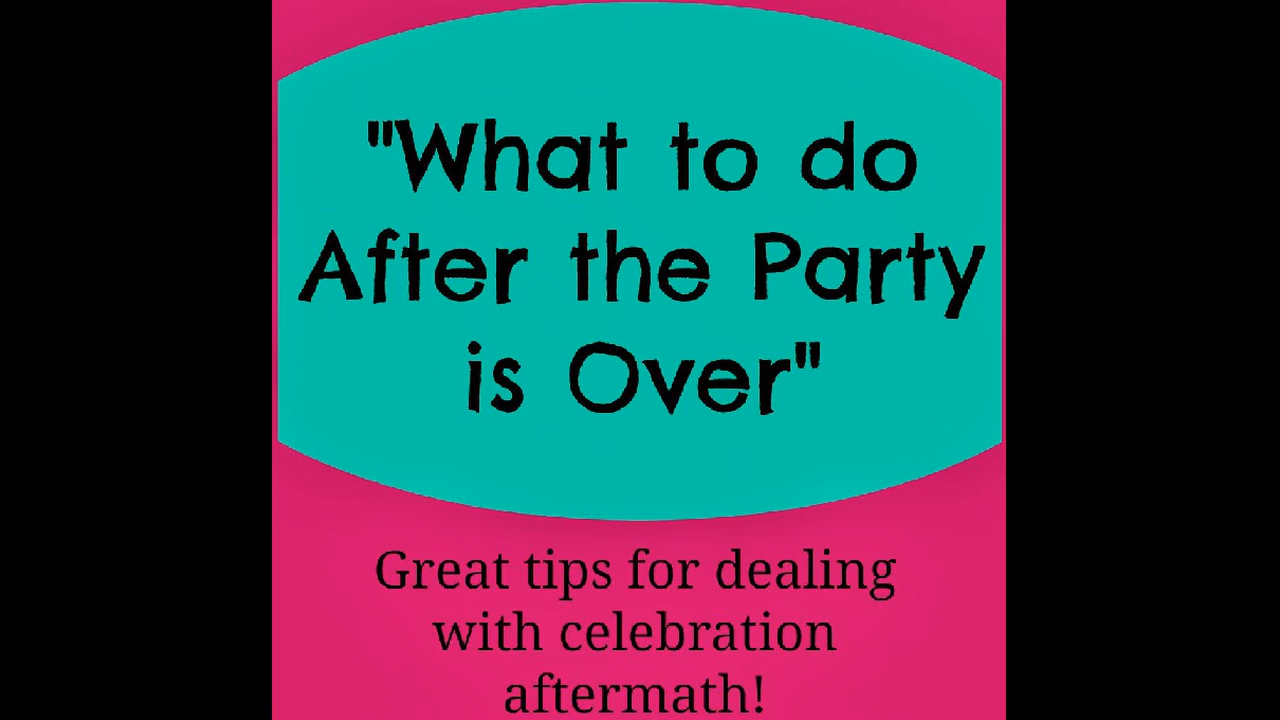 "What to do
After the Party
is Over"
Great tips for dealing
with celebration
aftermath!